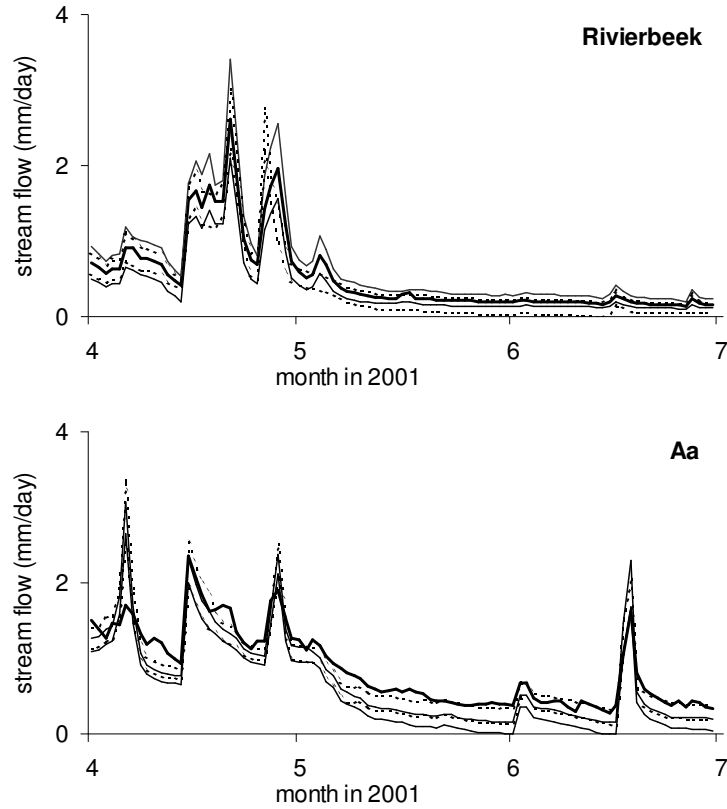 4
Rivierbeek
stream flow (mm/day)
2
0
4 5 6 7
month in 2001
4
Aa
stream flow (mm/day)
2
0
4 5 6 7
month in 2001